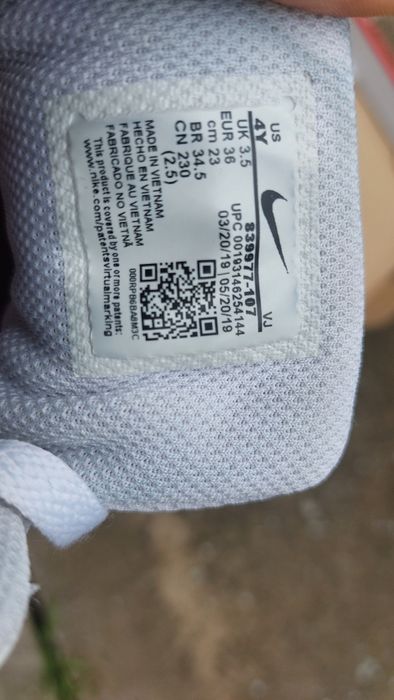 US
4Y
VJ
UK 3.5
839977-107
EUR 36
UPC 00193146254144
cm 23
03/20/19 | 05/20/19
BR 34.5
CN 230
(2.5)
MADE IN VIETNAM
HECHO EN VIETNAM
FABRIQUE AU VIETNAM
FABRICADO NO VIETNÃ
000RPB6BA8M3C
This product is covered by one or more patents:
www.nike.com/patentsvirtualmarking